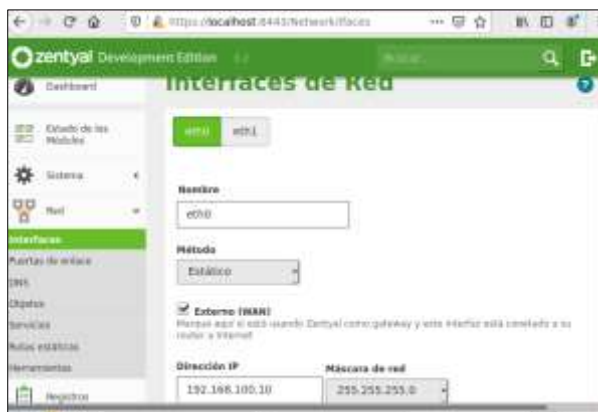 https://localhost:8443/Network/Ifaces
zentyal Development Edition
Buscar...
Dashboard
Interfaces de Red
Estado de los
Módulos
eth0 eth1
Sistema
Nombre
Red
eth0
Interfaces
Puertas de enlace
Método
DNS
Estático
Objetos
Servicios
Externo (WAN)
Rutas estáticas
Marque aquí si está usando Zentyal como gateway y este interfaz está conectado a su
router a Internet
Herramientas
Dirección IP Máscara de red
Registros
192.168.100.10 255.255.255.0